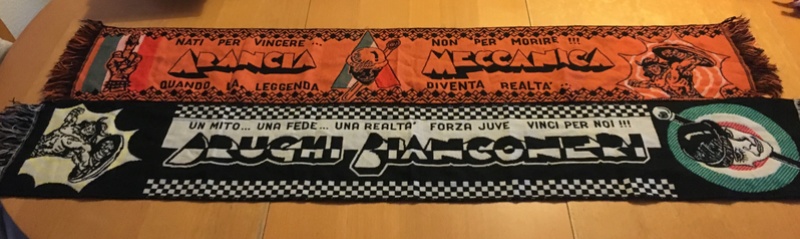 NATI PER VINCERE ... NON PER MORIRE !!!
ARANCIA MECCANICA
QUANDO LA LEGGENDA DIVENTA REALTA' ...
UN MITO... UNA FEDE... UNA REALTA' FORZA JUVE VINCI PER NOI !!!
DRUGHI BIANCONERI